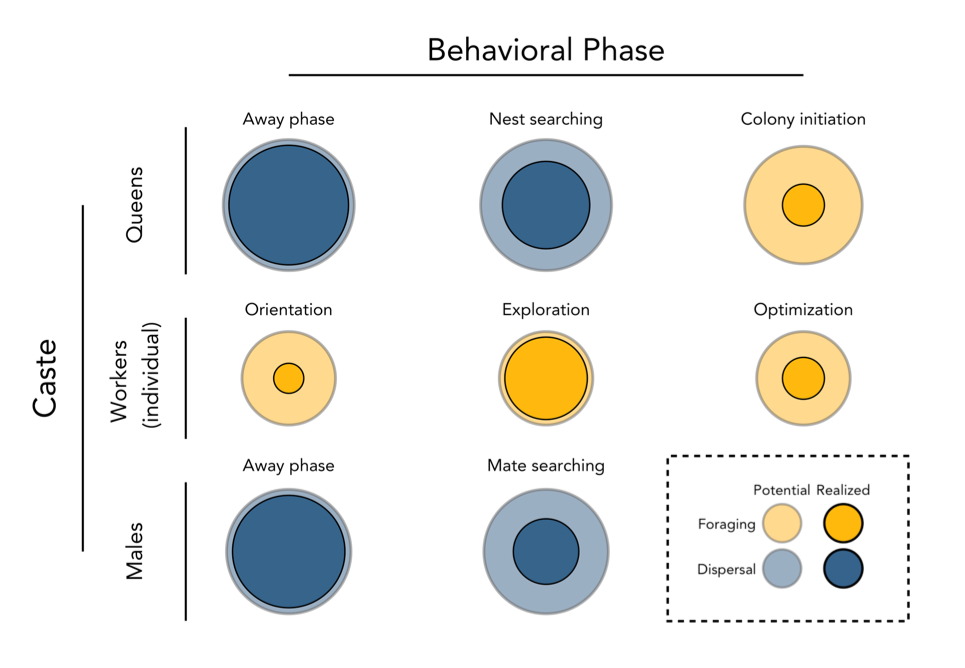 Behavioral Phase
Away phase
Nest searching
Colony initiation
Queens
Orientation
Exploration
Optimization
Caste
Workers
(individual)
Away phase
Mate searching
Males
Potential Realized
Foraging
Dispersal